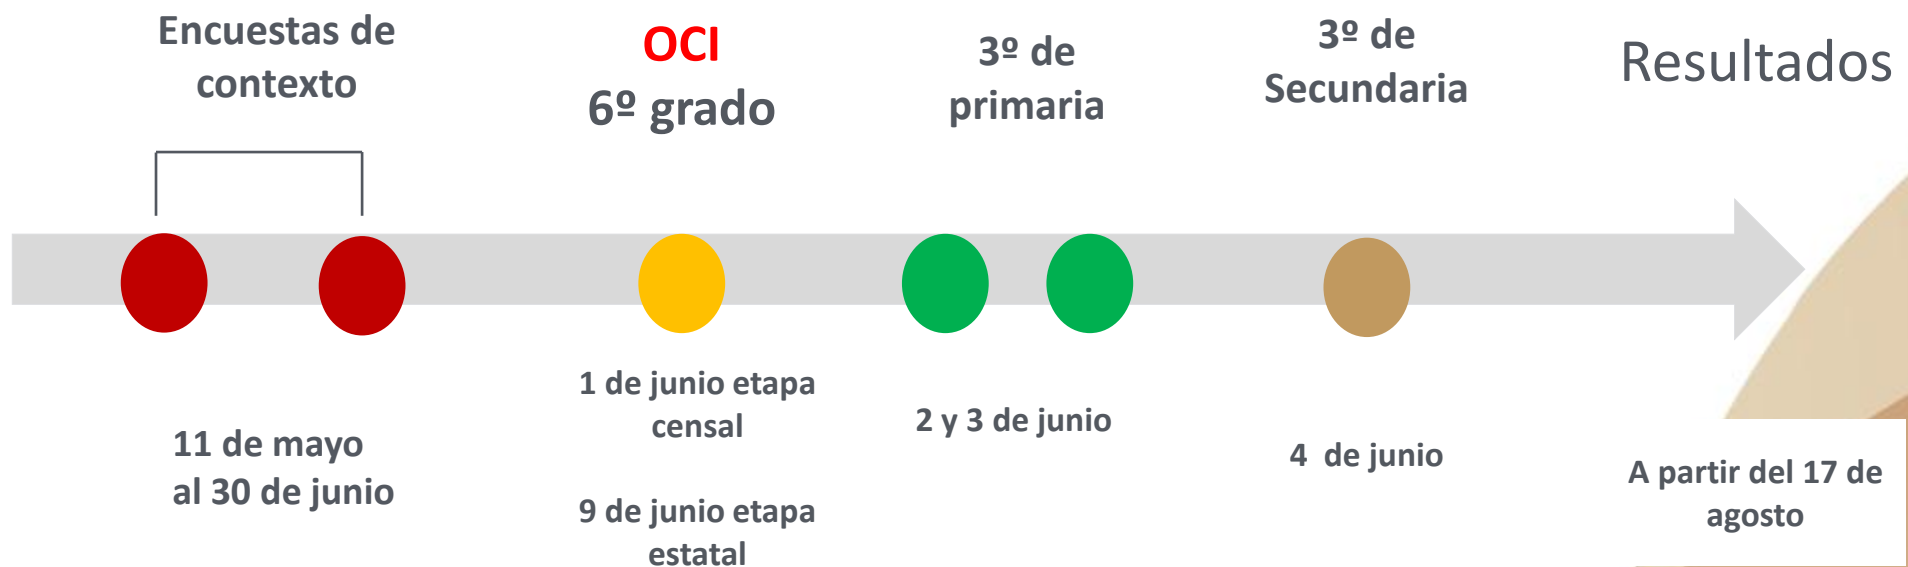 Encuestas de
contexto
OCI
6º grado
3º de
primaria
3º de
Secundaria
Resultados
11 de mayo
al 30 de junio
1 de junio etapa
censal
9 de junio etapa
estatal
2 y 3 de junio
4 de junio
A partir del 17 de
agosto